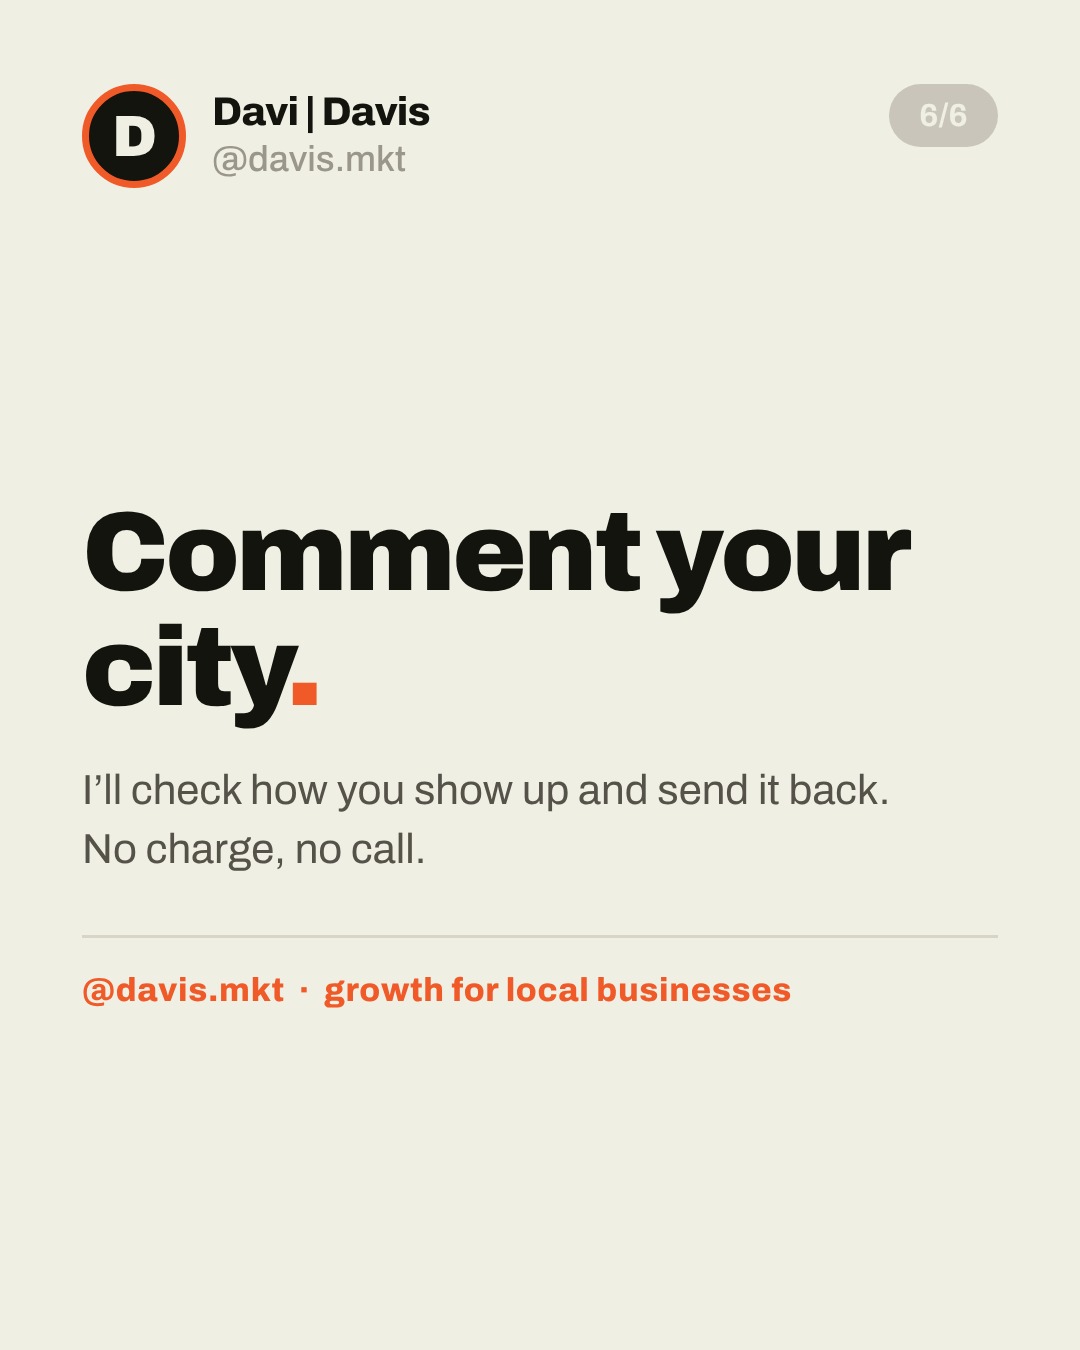 D
Davi | Davis
@davis.mkt
6/6
Comment your
city.
I’ll check how you show up and send it back.
No charge, no call.
@davis.mkt · growth for local businesses